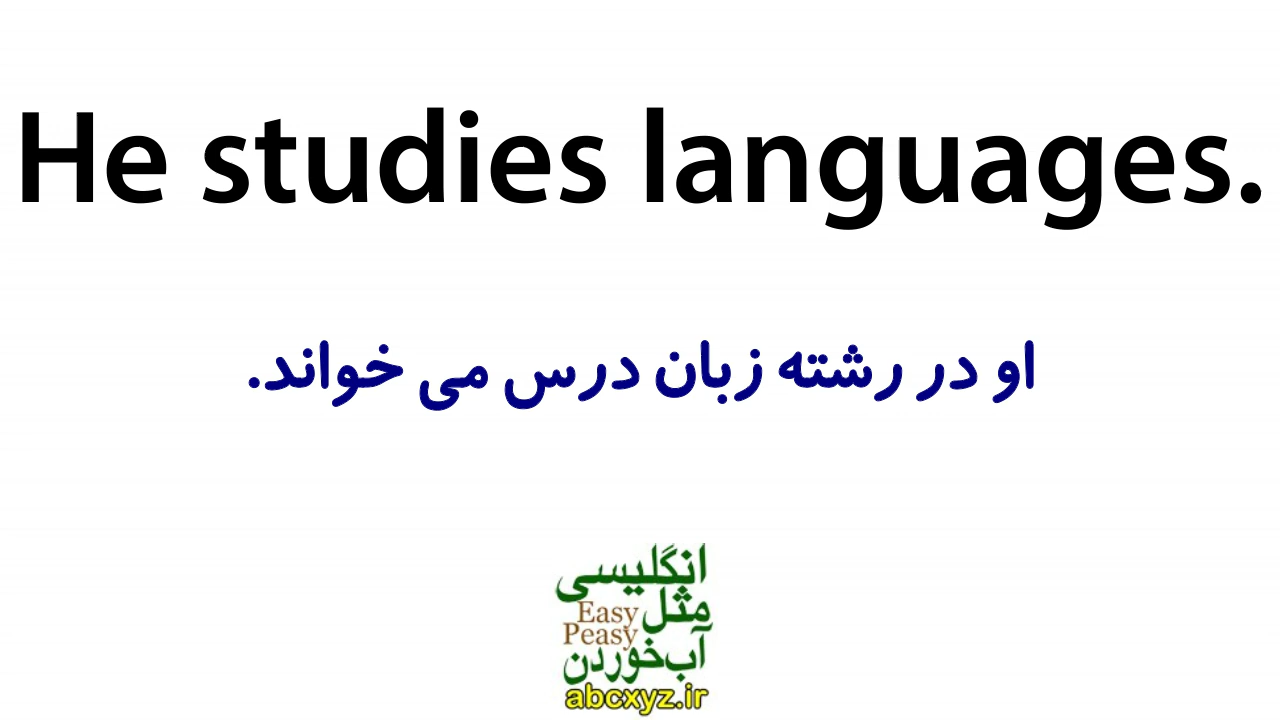 He studies languages.
او در رشته زبان درس می خواند.
انگلیسی
مثل
Easy
Peasy
آب خوردن
abcxyz.ir